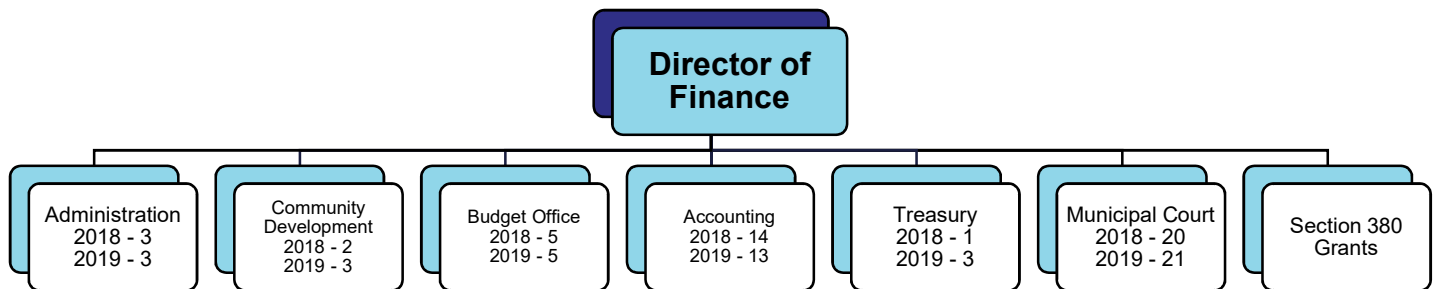 Director of
Finance
Administration
2018 - 3
2019 - 3
Community
Development
2018 - 2
2019 - 3
Budget Office
2018 - 5
2019 - 5
Accounting
2018 - 14
2019 - 13
Treasury
2018 - 1
2019 - 3
Municipal Court
2018 - 20
2019 - 21
Section 380
Grants